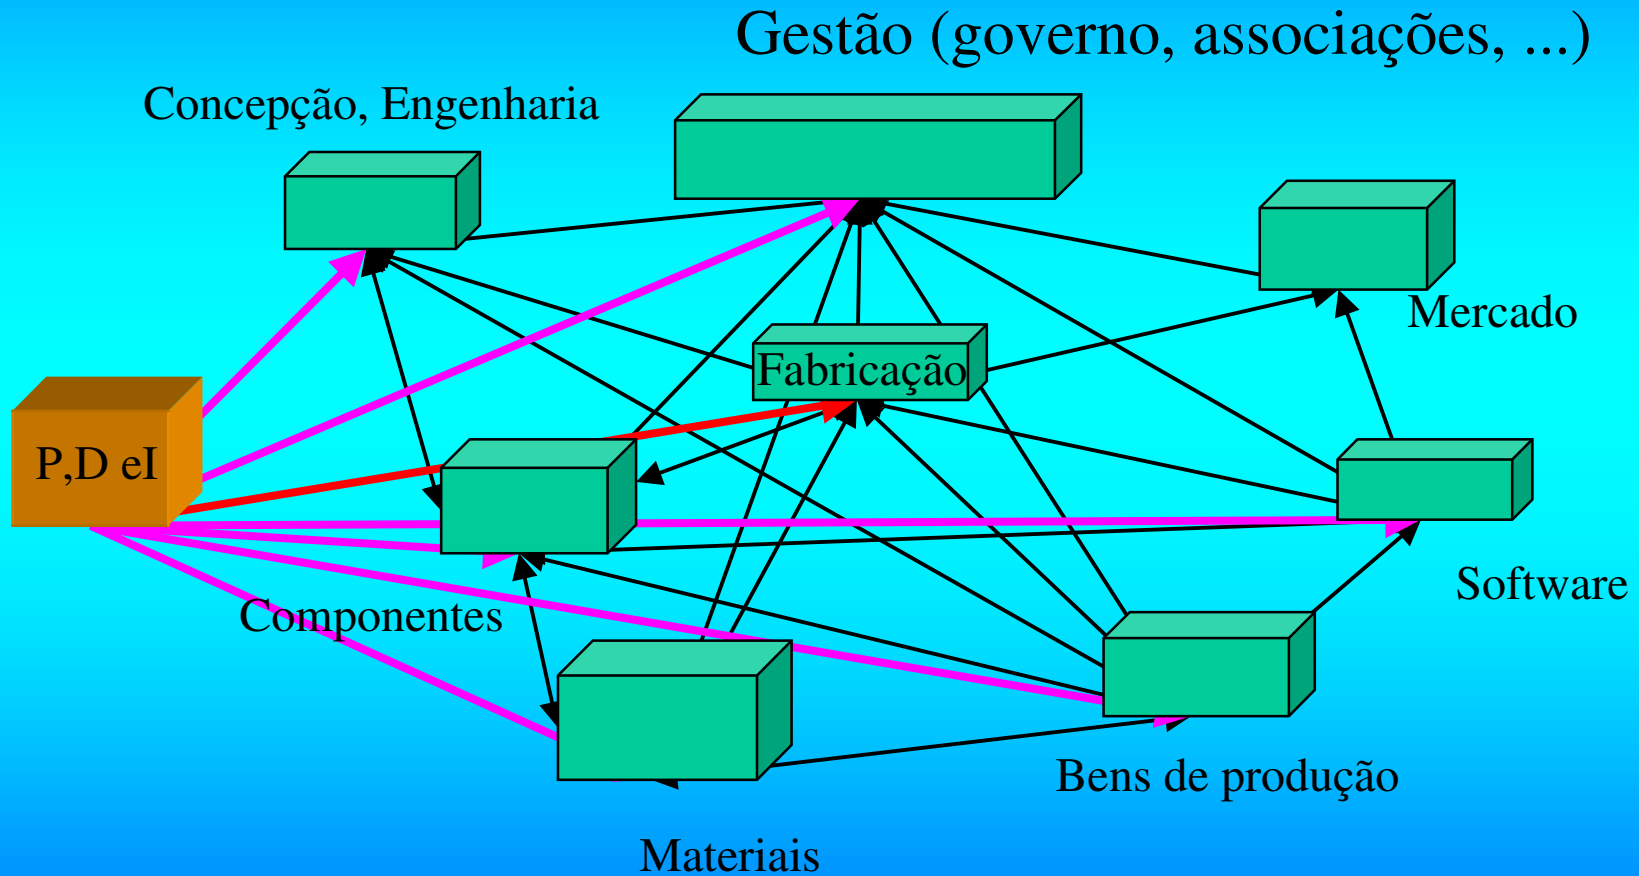 Gestão (governo, associações, ...)
Concepção, Engenharia
Mercado
Fabricação
P,D eI
Software
Componentes
Bens de produção
Materiais